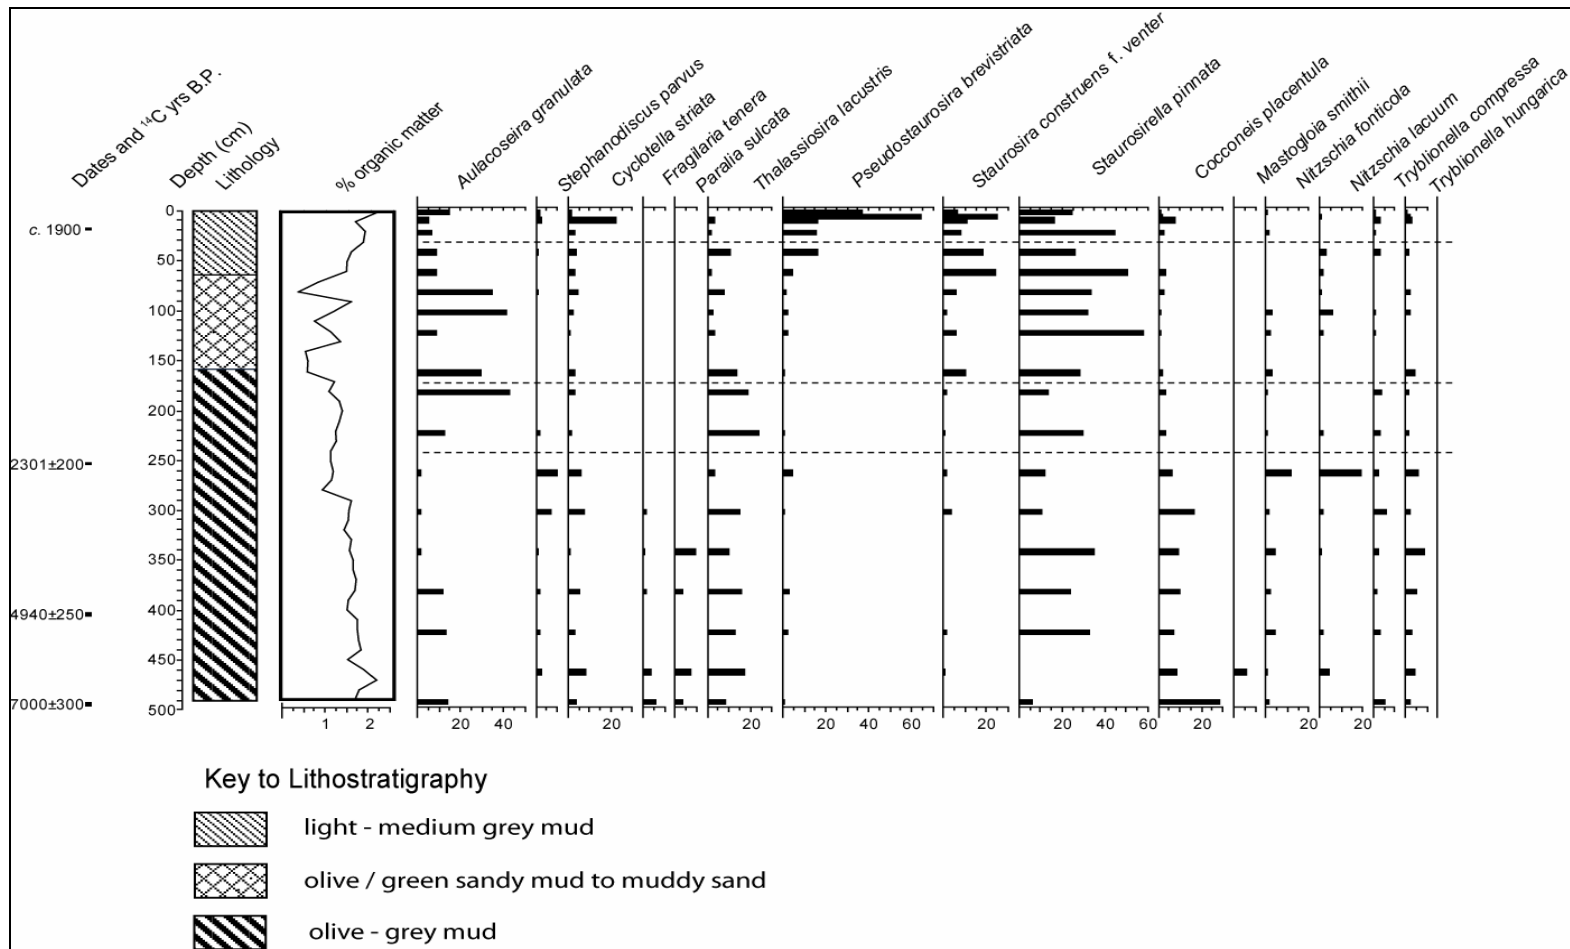 Dates and ¹⁴C yrs B.P.
Depth (cm)
Lithology
% organic matter
Aulacoseira granulata
Stephanodiscus parvus
Cyclotella striata
Fragilaria tenera
Paralia sulcata
Thalassiosira lacustris
Pseudostaurosira brevistriata
Staurosira construens f. venter
Staurosirella pinnata
Cocconeis placentula
Mastogloia smithii
Nitzschia fonticola
Nitzschia lacuum
Tryblionella compressa
Tryblionella hungarica
0
c. 1900
50
100
150
200
250
2301±200
300
350
400
4940±250
450
7000±300
500
1 2 20 40 20 20 20 40 60 20 20 40 60 20 20 20
Key to Lithostratigraphy
light - medium grey mud
olive / green sandy mud to muddy sand
olive - grey mud